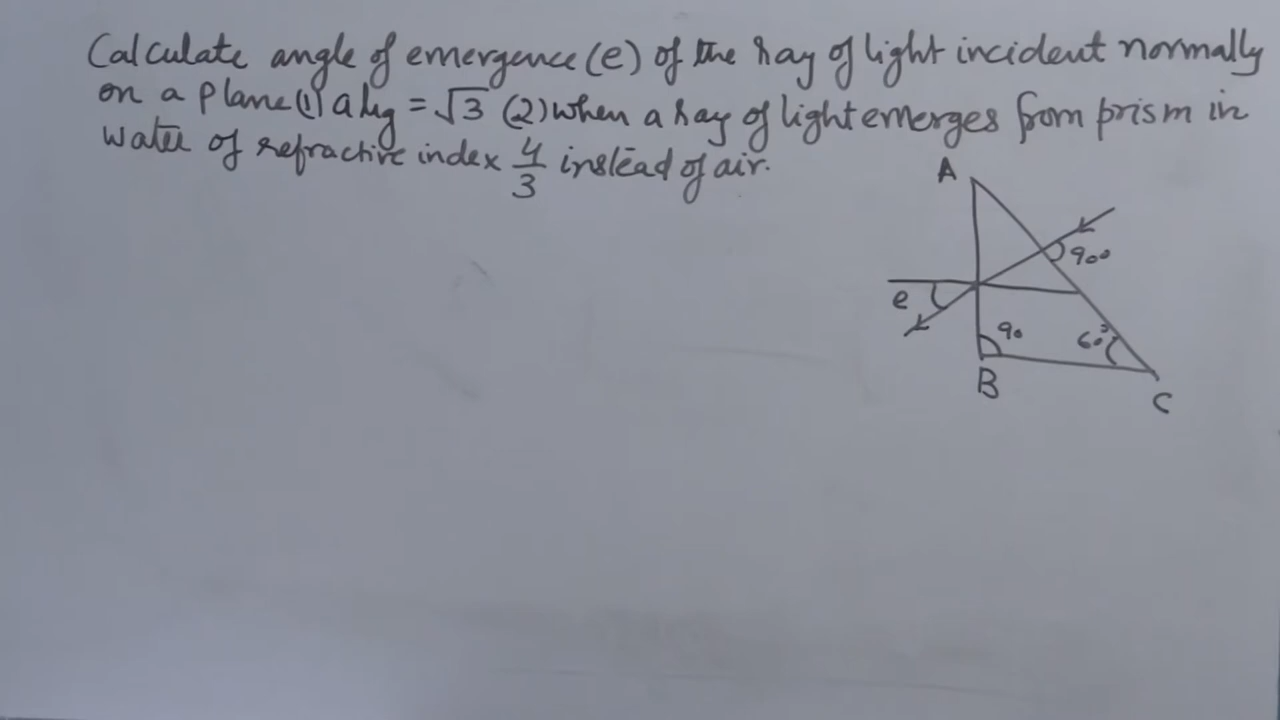 Calculate angle of emergence (e) of the ray of light incident normally
on a plane (1) aμg = √3 (2) when a ray of light emerges from prism in
water of refractive index 4/3 instead of air.
A
90°
e
90
60°
B
C